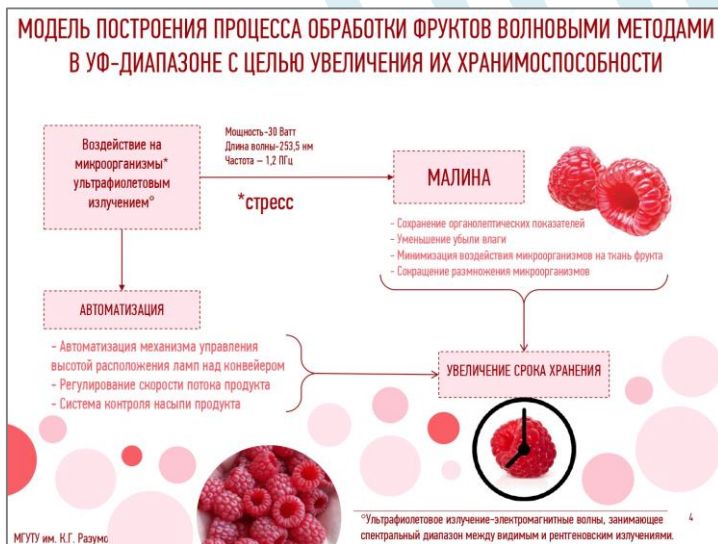 МОДЕЛЬ ПОСТРОЕНИЯ ПРОЦЕССА ОБРАБОТКИ ФРУКТОВ ВОЛНОВЫМИ МЕТОДАМИ
В УФ-ДИАПАЗОНЕ С ЦЕЛЬЮ УВЕЛИЧЕНИЯ ИХ ХРАНИМОСПОСОБНОСТИ
Воздействие на
микроорганизмы*
ультрафиолетовым
излучением°
Мощность-30 Ватт
Длина волны-253,5 нм
Частота – 1,2 ПГц
*стресс
МАЛИНА
- Сохранение органолептических показателей
- Уменьшение убыли влаги
- Минимизация воздействия микроорганизмов на ткань фрукта
- Сокращение размножения микроорганизмов
АВТОМАТИЗАЦИЯ
- Автоматизация механизма управления
высотой расположения ламп над конвейером
- Регулирование скорости потока продукта
- Система контроля насыпи продукта
УВЕЛИЧЕНИЕ СРОКА ХРАНЕНИЯ
°Ультрафиолетовое излучение-электромагнитные волны, занимающее
спектральный диапазон между видимым и рентгеновским излучениями.
4
МГУТУ им. К.Г. Разумо